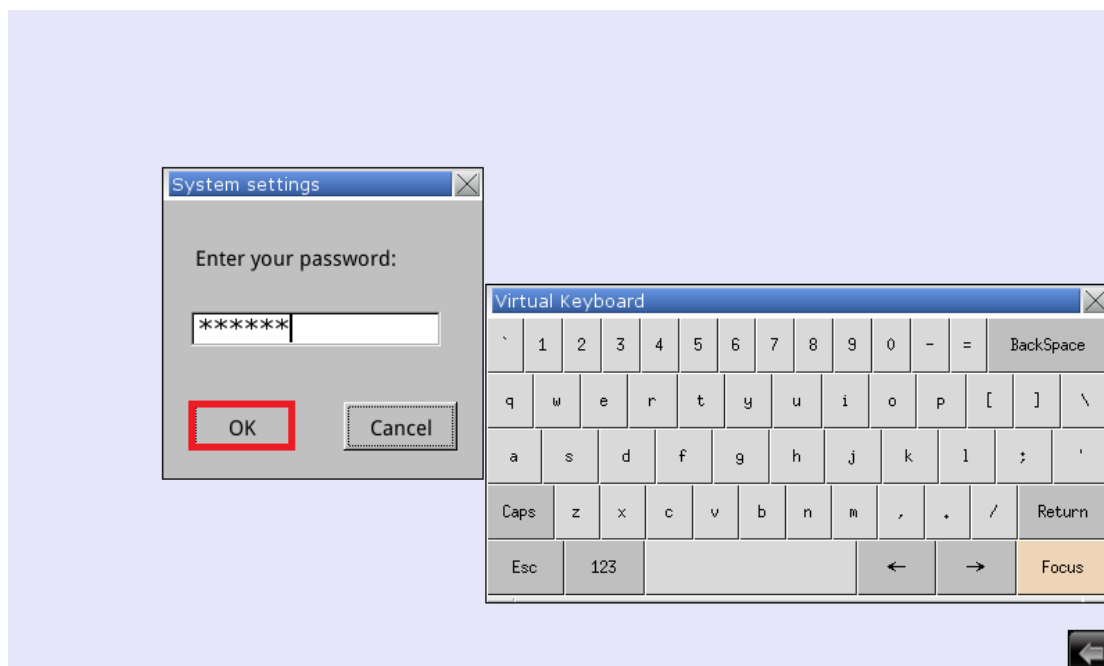 System settings
Enter your password:
******
OK Cancel
Virtual Keyboard
` 1 2 3 4 5 6 7 8 9 0 - = BackSpace
q w e r t y u i o p [ ] \
a s d f g h j k l ; '
Caps z x c v b n m , . / Return
Esc 123 ← → Focus